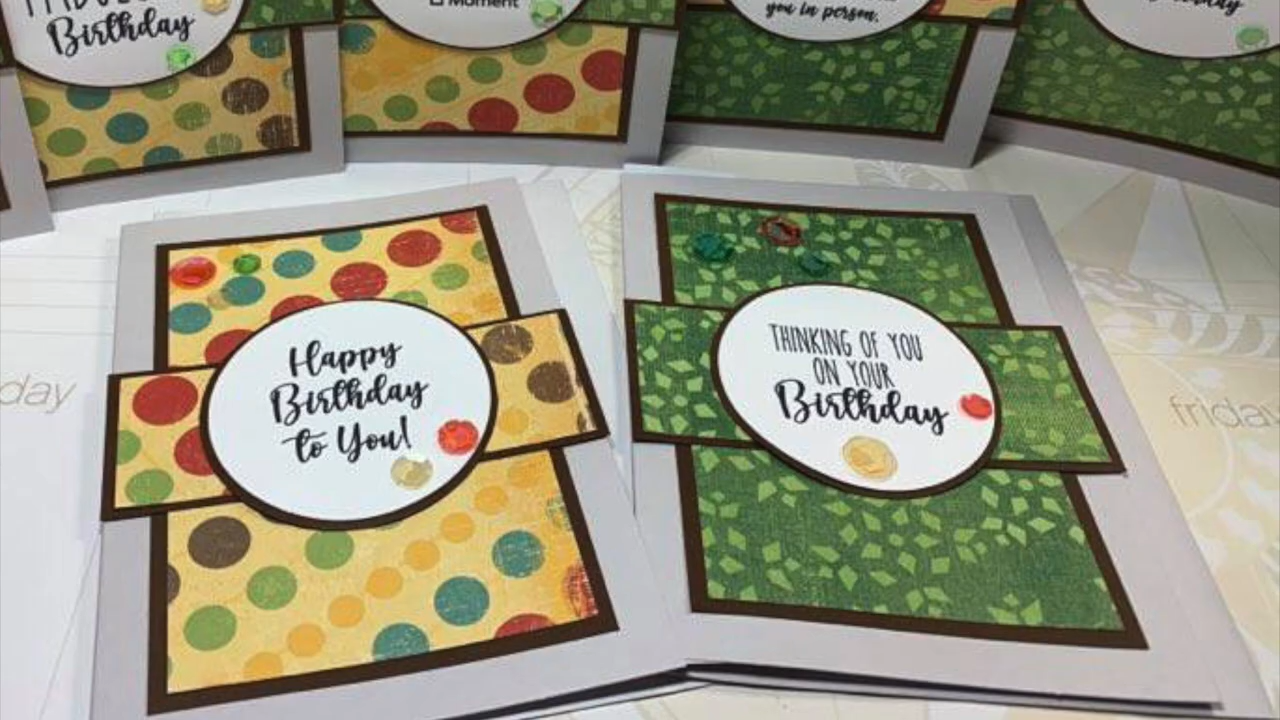 Birthday
Moment
you in person.
Happy
Birthday
to You!
THINKING OF YOU
ON YOUR
Birthday
day
friday